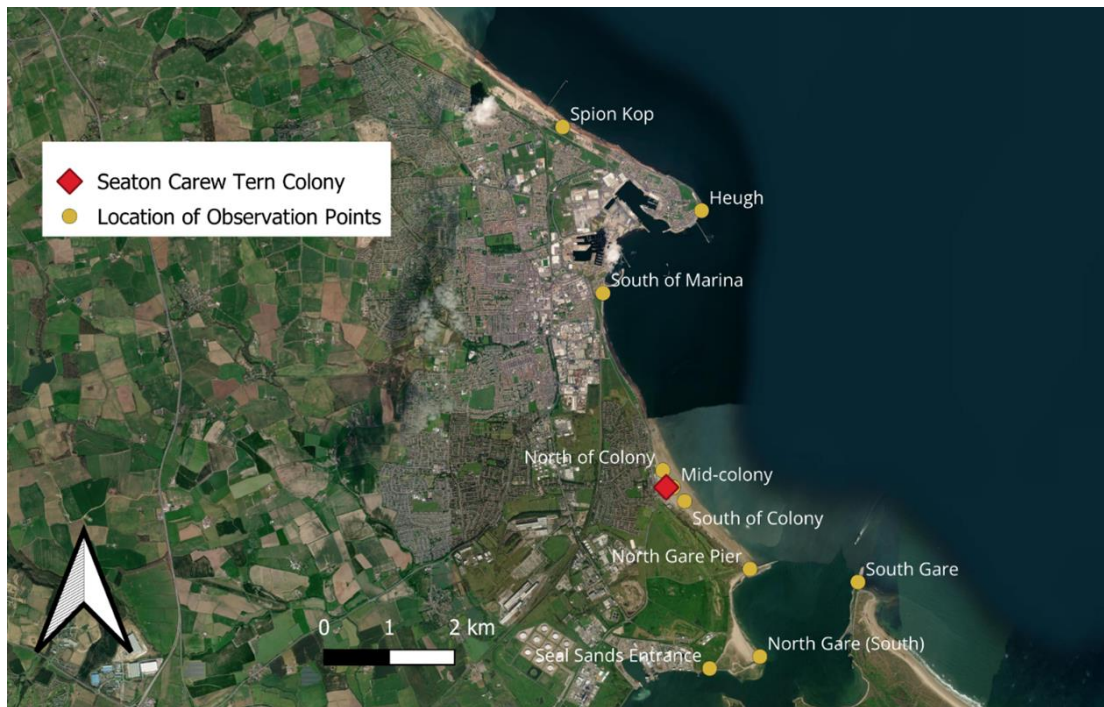 Spion Kop
Seaton Carew Tern Colony
Location of Observation Points
Heugh
South of Marina
North of Colony
Mid-colony
South of Colony
North Gare Pier
South Gare
0 1 2 km
North Gare (South)
Seal Sands Entrance